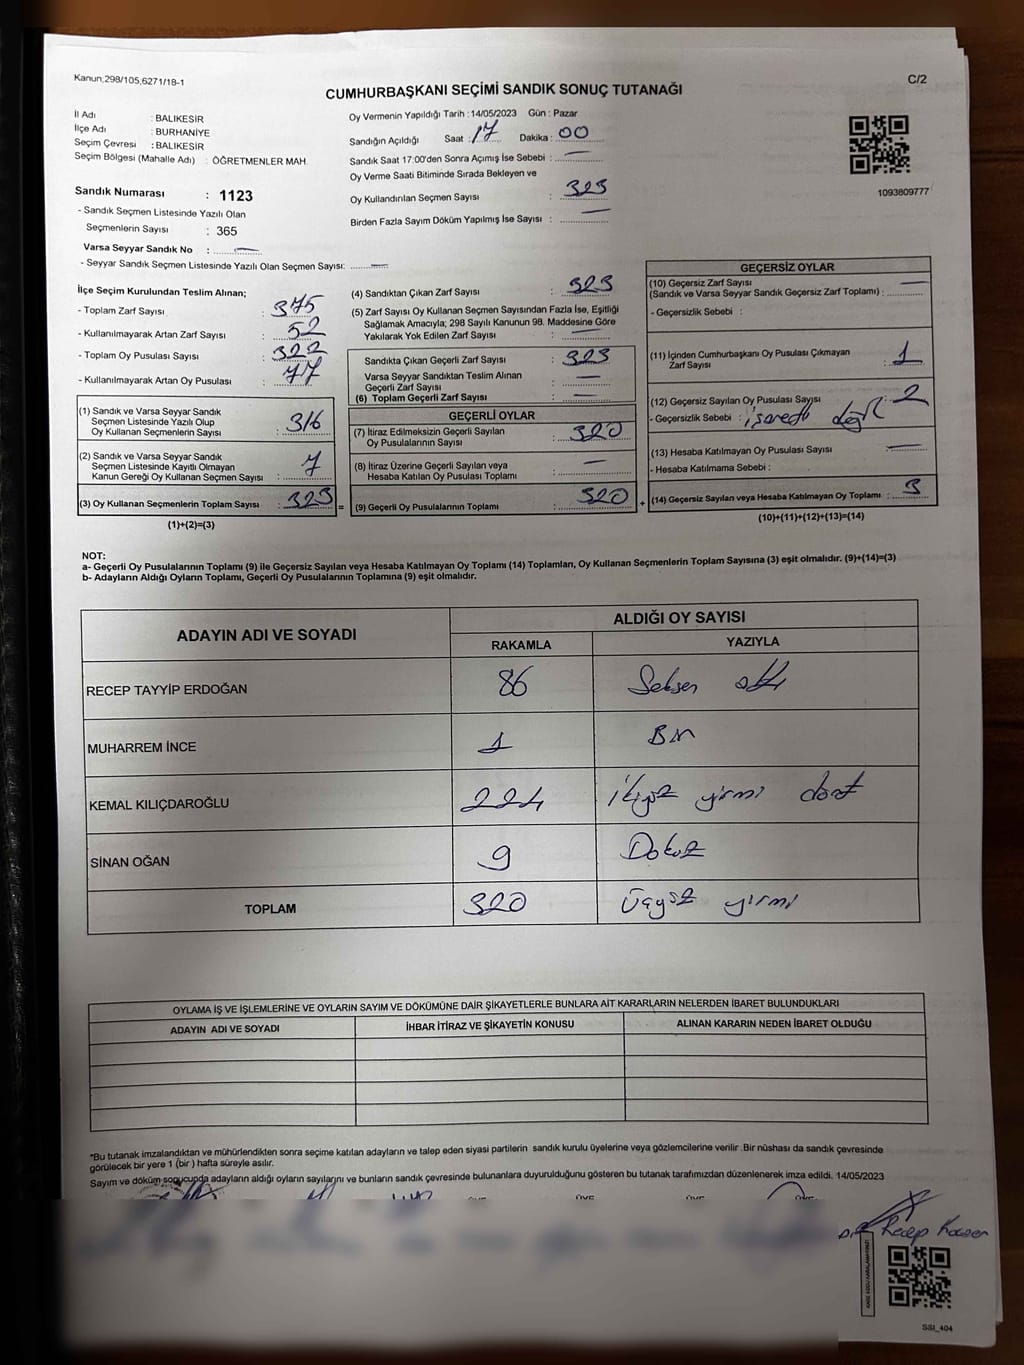 Kanun;298/105,6271/18-1
C/2
CUMHURBAŞKANI SEÇİMİ SANDIK SONUÇ TUTANAĞI
İl Adı : BALIKESİR
İlçe Adı : BURHANİYE
Seçim Çevresi : BALIKESİR
Seçim Bölgesi (Mahalle Adı) : ÖĞRETMENLER MAH.
Sandık Numarası : 1123
- Sandık Seçmen Listesinde Yazılı Olan
Seçmenlerin Sayısı : 365
Varsa Seyyar Sandık No : —
- Seyyar Sandık Seçmen Listesinde Yazılı Olan Seçmen Sayısı: —
Oy Vermenin Yapıldığı Tarih : 14/05/2023 Gün : Pazar
Sandığın Açıldığı Saat : 17 Dakika : 00
Sandık Saat 17:00'den Sonra Açımış İse Sebebi : —
Oy Verme Saati Bitiminde Sırada Bekleyen ve
Oy Kullandırılan Seçmen Sayısı : 323
Birden Fazla Sayım Döküm Yapılmış İse Sayısı : —
1093809777
İlçe Seçim Kurulundan Teslim Alınan;
- Toplam Zarf Sayısı : 375
- Kullanılmayarak Artan Zarf Sayısı : 52
- Toplam Oy Pusulası Sayısı : 322
- Kullanılmayarak Artan Oy Pusulası : 77
(1) Sandık ve Varsa Seyyar Sandık
Seçmen Listesinde Yazılı Olup
Oy Kullanan Seçmenlerin Sayısı : 316
(2) Sandık ve Varsa Seyyar Sandık
Seçmen Listesinde Kayıtlı Olmayan
Kanun Gereği Oy Kullanan Seçmen Sayısı : 7
(3) Oy Kullanan Seçmenlerin Toplam Sayısı : 323
(1)+(2)=(3)
(4) Sandıktan Çıkan Zarf Sayısı : 323
(5) Zarf Sayısı Oy Kullanan Seçmen Sayısından Fazla İse, Eşitliği
Sağlamak Amacıyla; 298 Sayılı Kanunun 98. Maddesine Göre
Yakılarak Yok Edilen Zarf Sayısı : —
Sandıkta Çıkan Geçerli Zarf Sayısı : 323
Varsa Seyyar Sandıktan Teslim Alınan
Geçerli Zarf Sayısı : —
(6) Toplam Geçerli Zarf Sayısı : —
GEÇERLİ OYLAR
(7) İtiraz Edilmeksizin Geçerli Sayılan
Oy Pusulalarının Sayısı : 320
(8) İtiraz Üzerine Geçerli Sayılan veya
Hesaba Katılan Oy Pusulası Toplamı : —
= (9) Geçerli Oy Pusulalarının Toplamı : 320 +
GEÇERSİZ OYLAR
(10) Geçersiz Zarf Sayısı
(Sandık ve Varsa Seyyar Sandık Geçersiz Zarf Toplamı) : —
- Geçersizlik Sebebi :
(11) İçinden Cumhurbaşkanı Oy Pusulası Çıkmayan
Zarf Sayısı : 1
(12) Geçersiz Sayılan Oy Pusulası Sayısı : 2
- Geçersizlik Sebebi :
(13) Hesaba Katılmayan Oy Pusulası Sayısı : —
- Hesaba Katılmama Sebebi :
(14) Geçersiz Sayılan veya Hesaba Katılmayan Oy Toplamı : 3
(10)+(11)+(12)+(13)=(14)
NOT:
a- Geçerli Oy Pusulalarının Toplamı (9) ile Geçersiz Sayılan veya Hesaba Katılmayan Oy Toplamı (14) Toplamları, Oy Kullanan Seçmenlerin Toplam Sayısına (3) eşit olmalıdır. (9)+(14)=(3)
b- Adayların Aldığı Oyların Toplamı, Geçerli Oy Pusulalarının Toplamına (9) eşit olmalıdır.
ADAYIN ADI VE SOYADI ALDIĞI OY SAYISI
RAKAMLA YAZIYLA
RECEP TAYYİP ERDOĞAN 86 Seksen altı
MUHARREM İNCE 1 Bir
KEMAL KILIÇDAROĞLU 224 ikiyüz yirmi dört
SİNAN OĞAN 9 Dokuz
TOPLAM 320 Üçyüz yirmi
OYLAMA İŞ VE İŞLEMLERİNE VE OYLARIN SAYIM VE DÖKÜMÜNE DAİR ŞİKAYETLERLE BUNLARA AİT KARARLARIN NELERDEN İBARET BULUNDUKLARI
ADAYIN ADI VE SOYADI İHBAR İTİRAZ VE ŞİKAYETİN KONUSU ALINAN KARARIN NEDEN İBARET OLDUĞU
*Bu tutanak imzalandıktan ve mühürlendikten sonra seçime katılan adayların ve talep eden siyasi partilerin sandık kurulu üyelerine veya gözlemcilerine verilir .Bir nüshası da sandık çevresinde
görülecek bir yere 1 (bir ) hafta süreyle asılır.
Sayım ve döküm sonucunda adayların aldığı oyların sayılarını ve bunların sandık çevresinde bulunanlara duyurulduğunu gösteren bu tutanak tarafımızdan düzenlenerek imza edildi. 14/05/2023
Recep
SSI_404